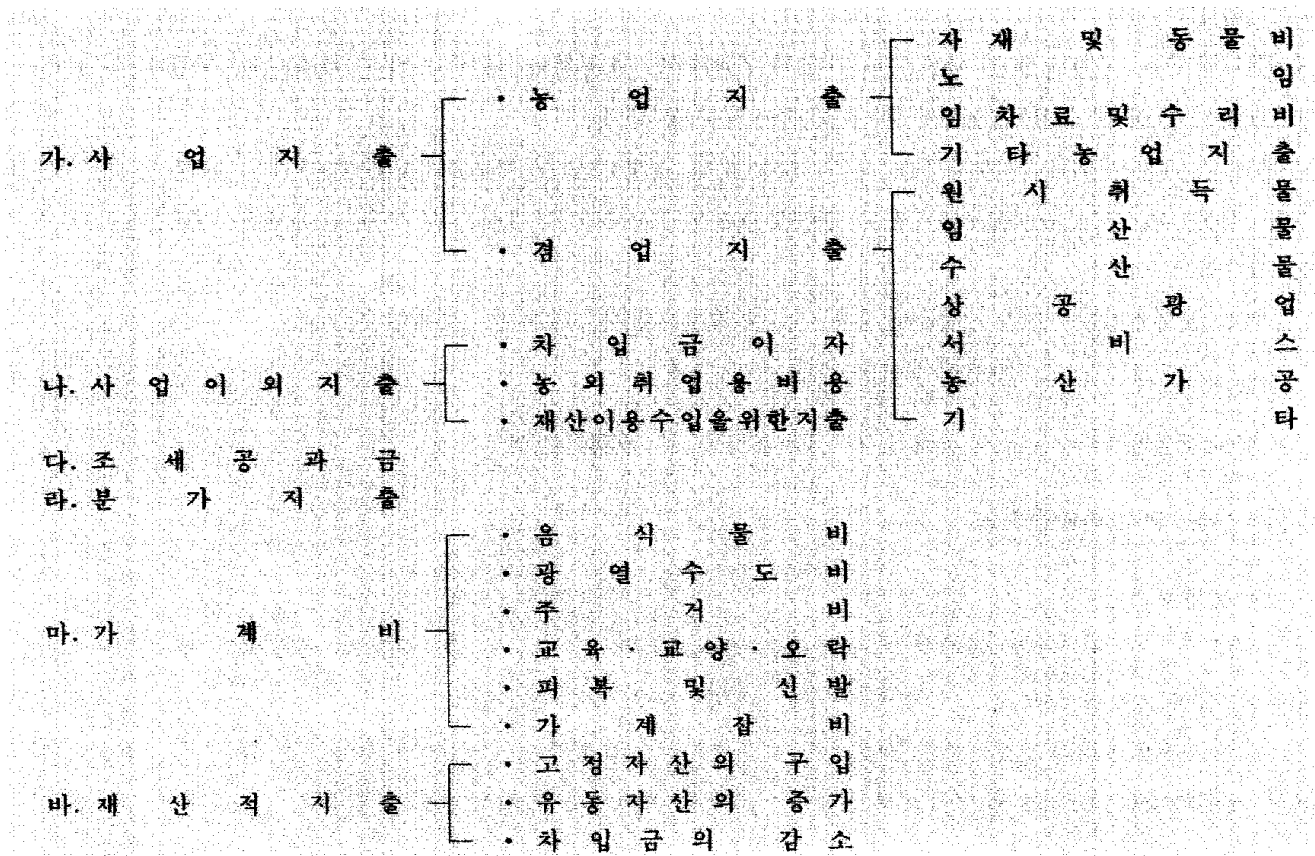 자재 및 동물비
노임
· 농업지출
임차료및수리비
가. 사업지출
기타농업지출
원시취득물
임산물
· 겸업지출
수산물
상공광업
· 차입금이자
서비스
나. 사업이외지출
· 농외취업용비용
농산가공
· 재산이용수입을위한지출
기타
다. 조세공과금
라. 분가지출
· 음식물비
· 광열수도비
· 주거비
마. 가계비
· 교육·교양·오락
· 피복 및 신발
· 가계잡비
· 고정자산의 구입
바. 재산적지출
· 유동자산의 증가
· 차입금의 감소